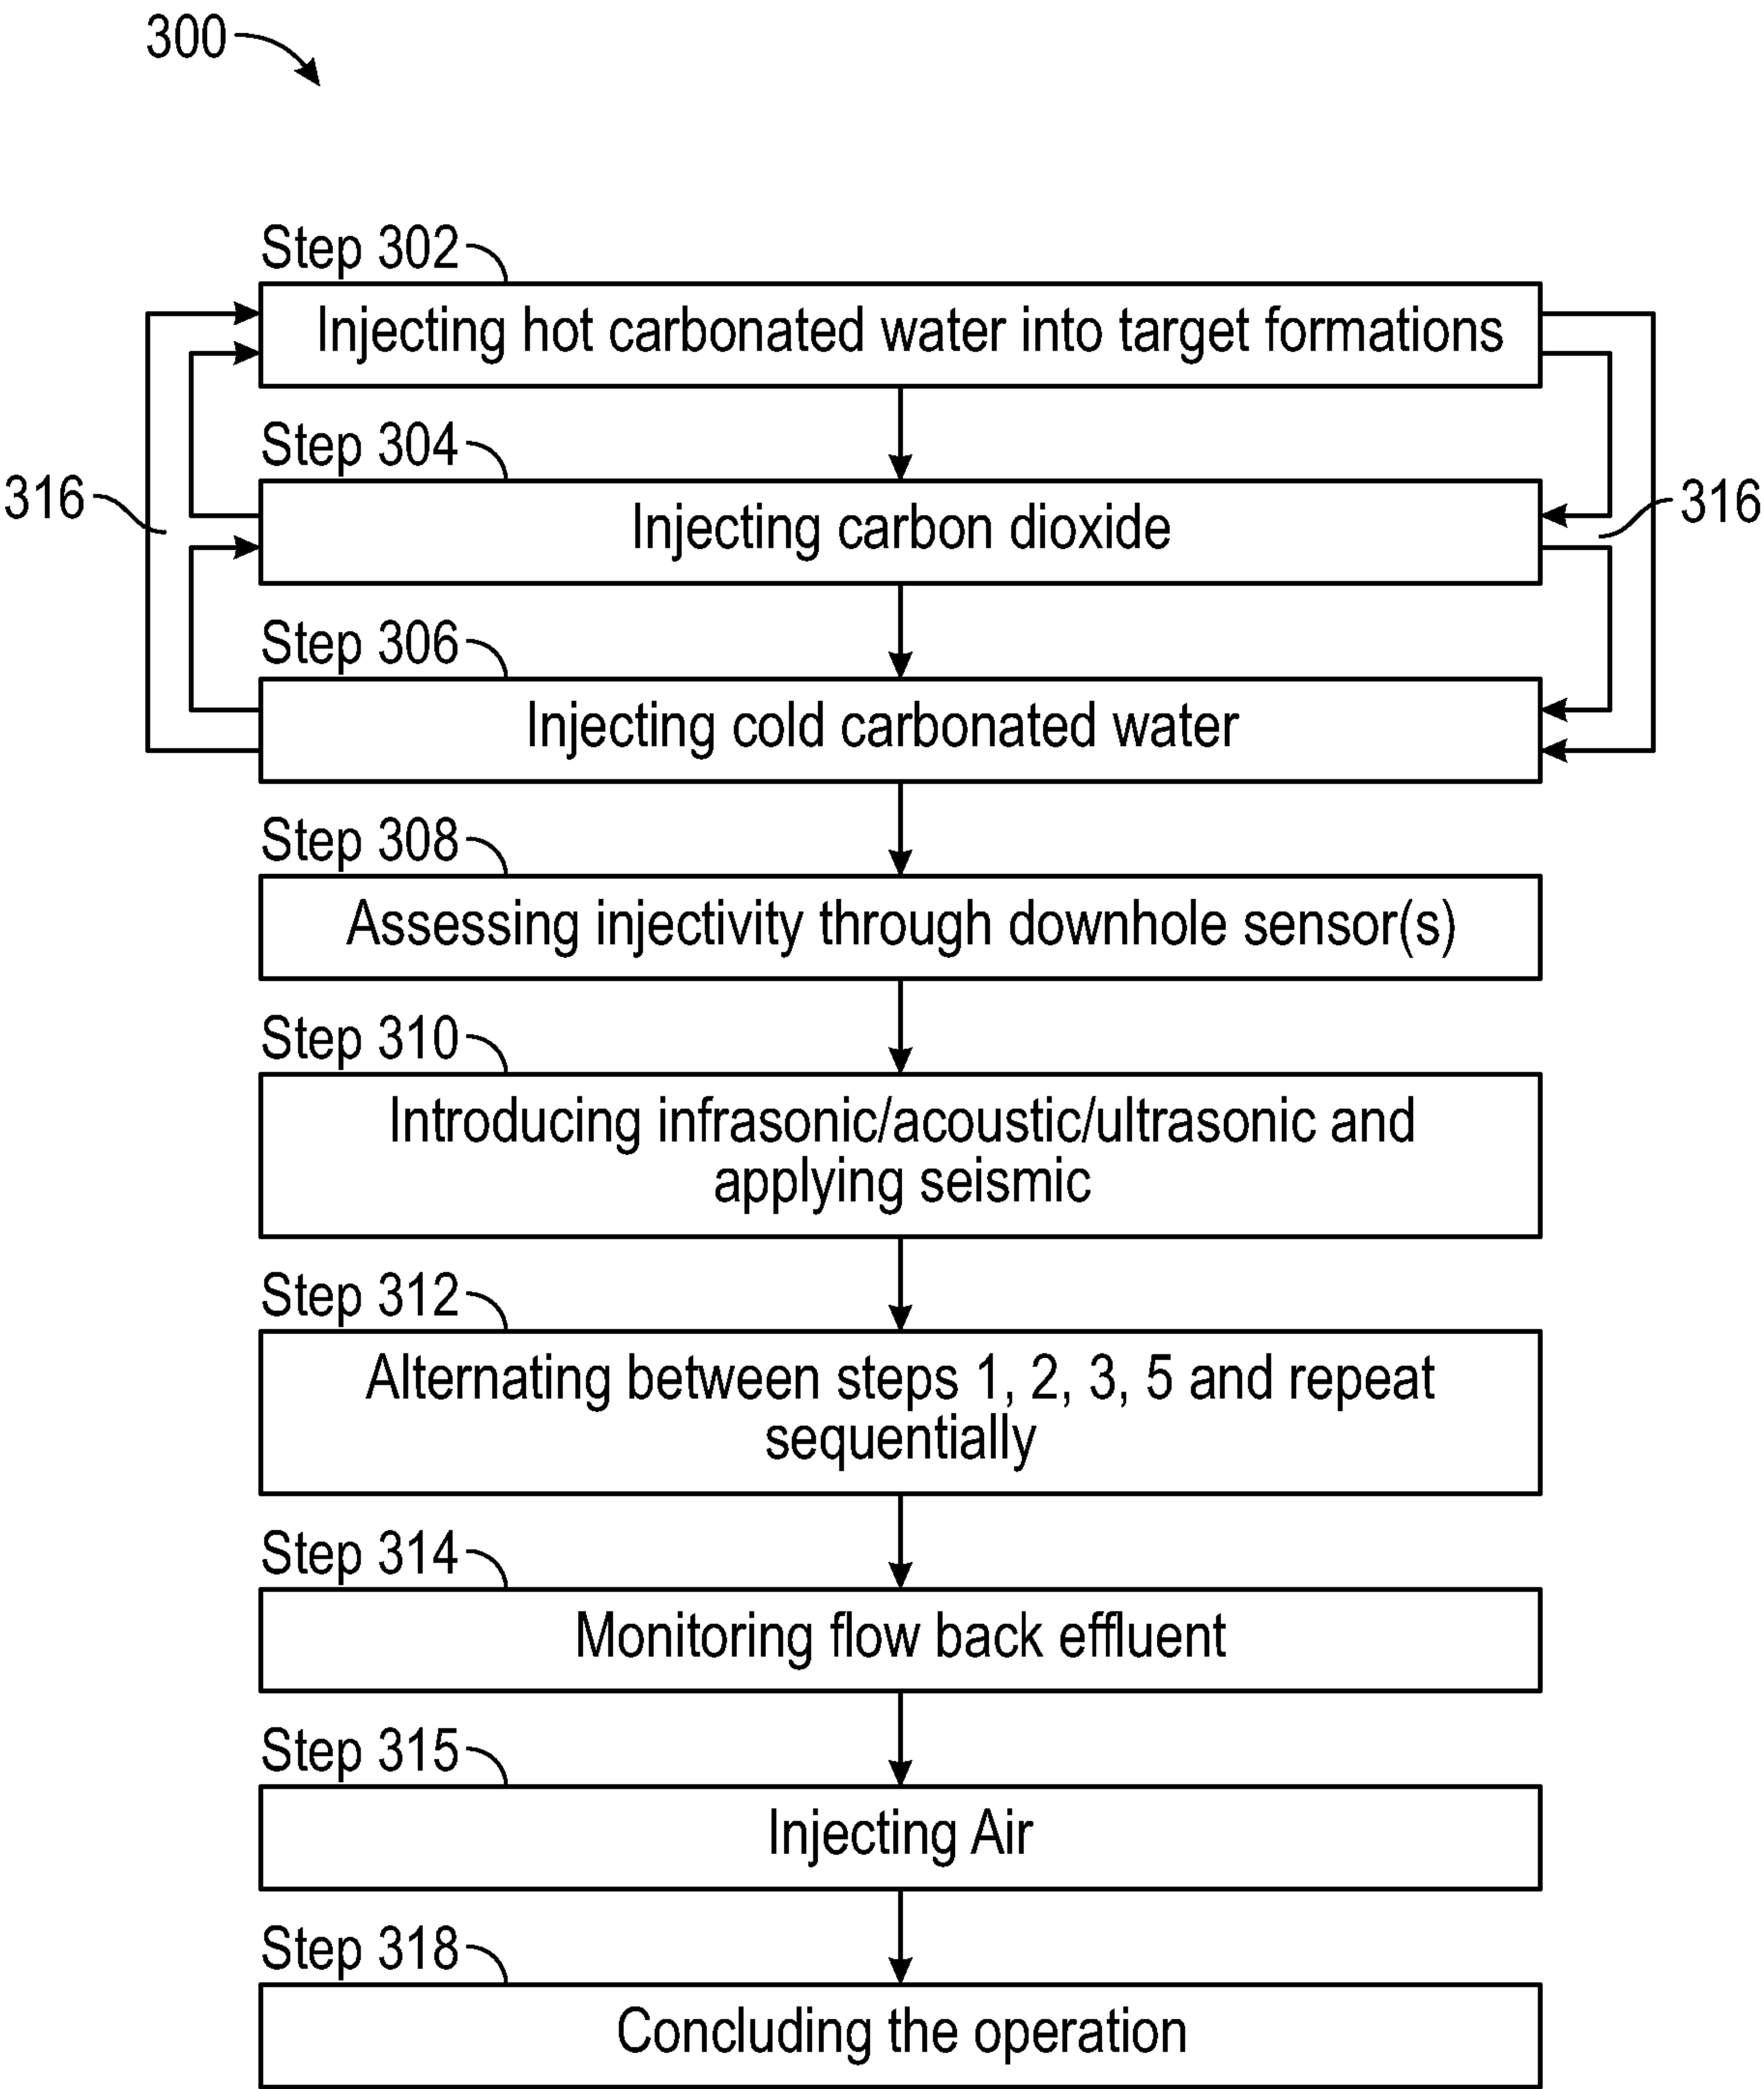 300
Step 302
Injecting hot carbonated water into target formations
Step 304
316
316
Injecting carbon dioxide
Step 306
Injecting cold carbonated water
Step 308
Assessing injectivity through downhole sensor(s)
Step 310
Introducing infrasonic/acoustic/ultrasonic and
applying seismic
Step 312
Alternating between steps 1, 2, 3, 5 and repeat
sequentially
Step 314
Monitoring flow back effluent
Step 315
Injecting Air
Step 318
Concluding the operation